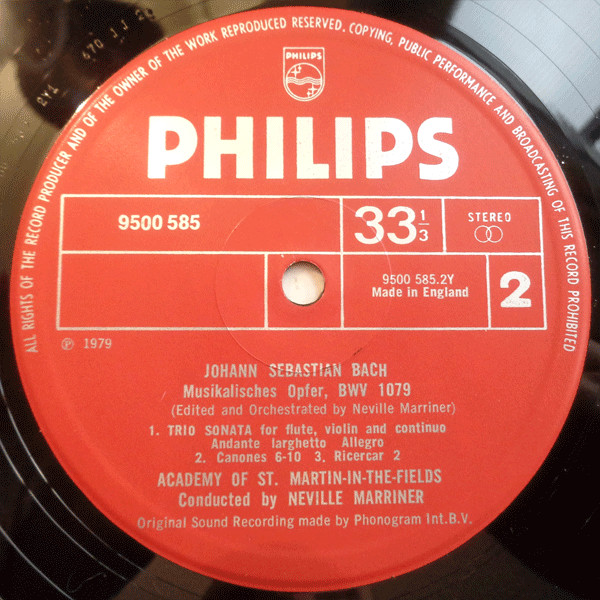 ALL RIGHTS OF THE RECORD PRODUCER AND OF THE OWNER OF THE WORK REPRODUCED RESERVED. COPYING, PUBLIC PERFORMANCE AND BROADCASTING OF THIS RECORD PROHIBITED
PHILIPS
PHILIPS
9500 585
33 1/3
STEREO
9500 585.2Y
Made in England
2
℗ 1979
JOHANN SEBASTIAN BACH
Musikalisches Opfer, BWV 1079
(Edited and Orchestrated by Neville Marriner)
1. TRIO SONATA for flute, violin and continuo
Andante larghetto Allegro
2. Canones 6-10 3. Ricercar 2
ACADEMY OF ST. MARTIN-IN-THE-FIELDS
Conducted by NEVILLE MARRINER
Original Sound Recording made by Phonogram Int.B.V.